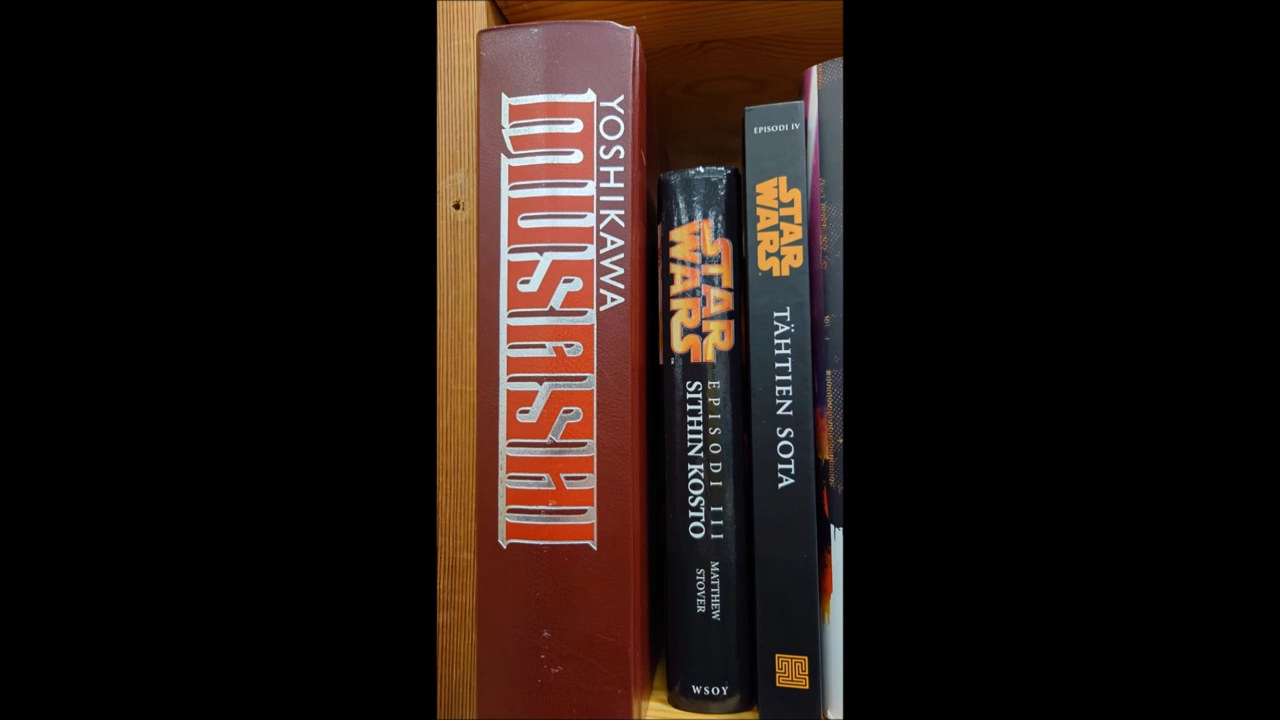 YOSHIKAWA
MUSASHI
STAR
WARS
EPISODI III
SITHIN KOSTO
MATTHEW
STOVER
WSOY
EPISODI IV
STAR
WARS
TÄHTIEN SOTA